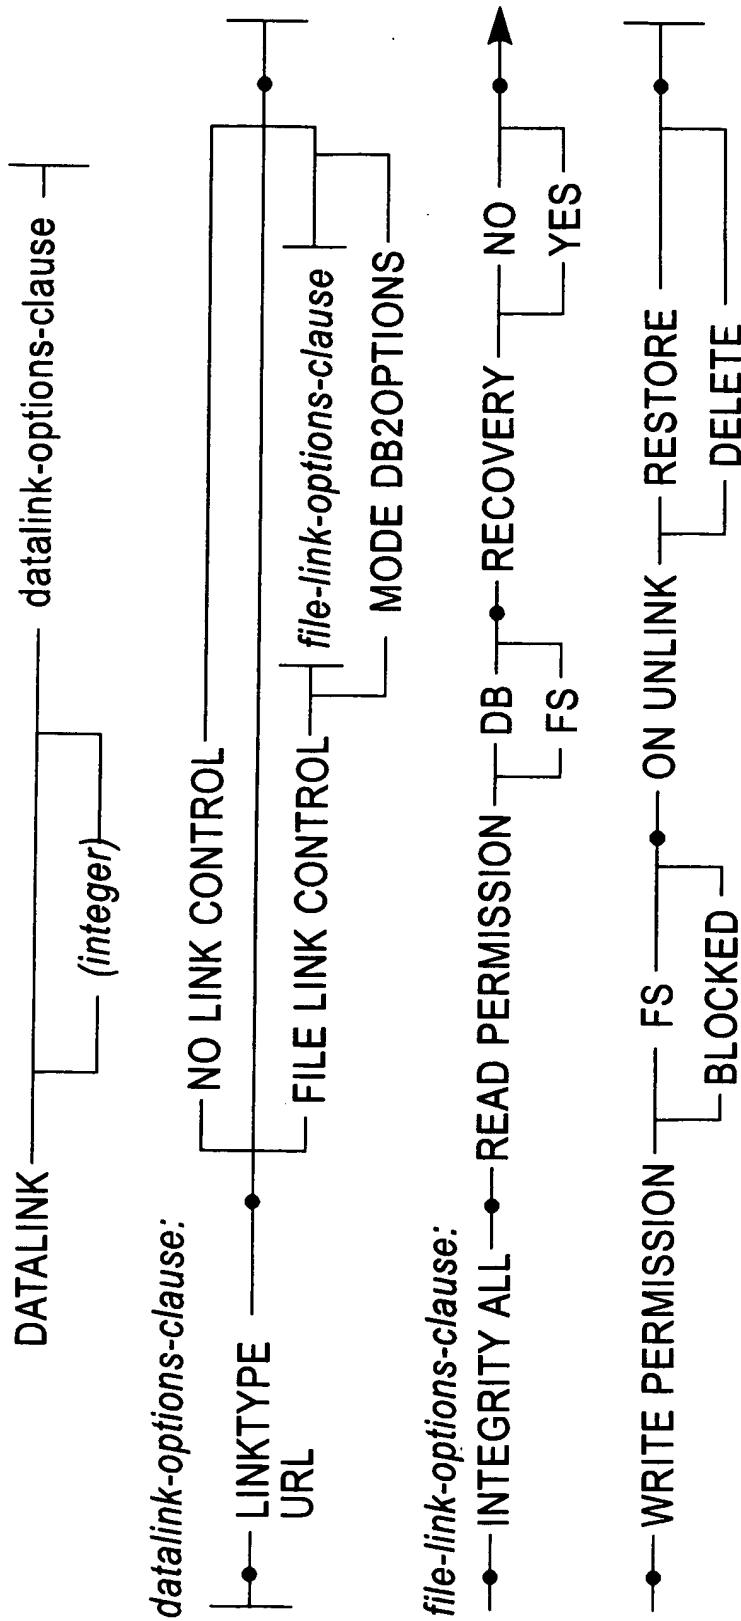 DATALINK (integer) datalink-options-clause
datalink-options-clause:
LINKTYPE
URL
NO LINK CONTROL
FILE LINK CONTROL file-link-options-clause
MODE DB2OPTIONS
file-link-options-clause:
INTEGRITY ALL READ PERMISSION DB RECOVERY NO
FS YES
WRITE PERMISSION FS ON UNLINK RESTORE
BLOCKED DELETE